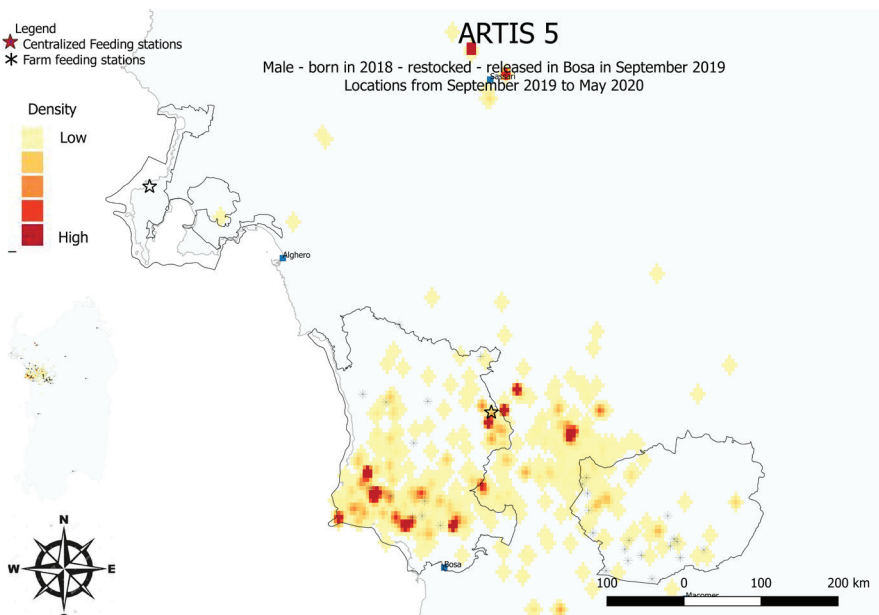 ARTIS 5
Male - born in 2018 - restocked - released in Bosa in September 2019
Locations from September 2019 to May 2020
Legend
Centralized Feeding stations
Farm feeding stations
Density
Low
High
Sassari
Alghero
Bosa
Macomer
N
W
E
100 0 100 200 km